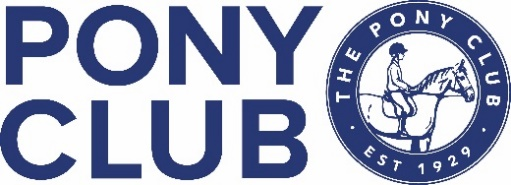 PONY
CLUB
· THE PONY CLUB ·
EST 1929